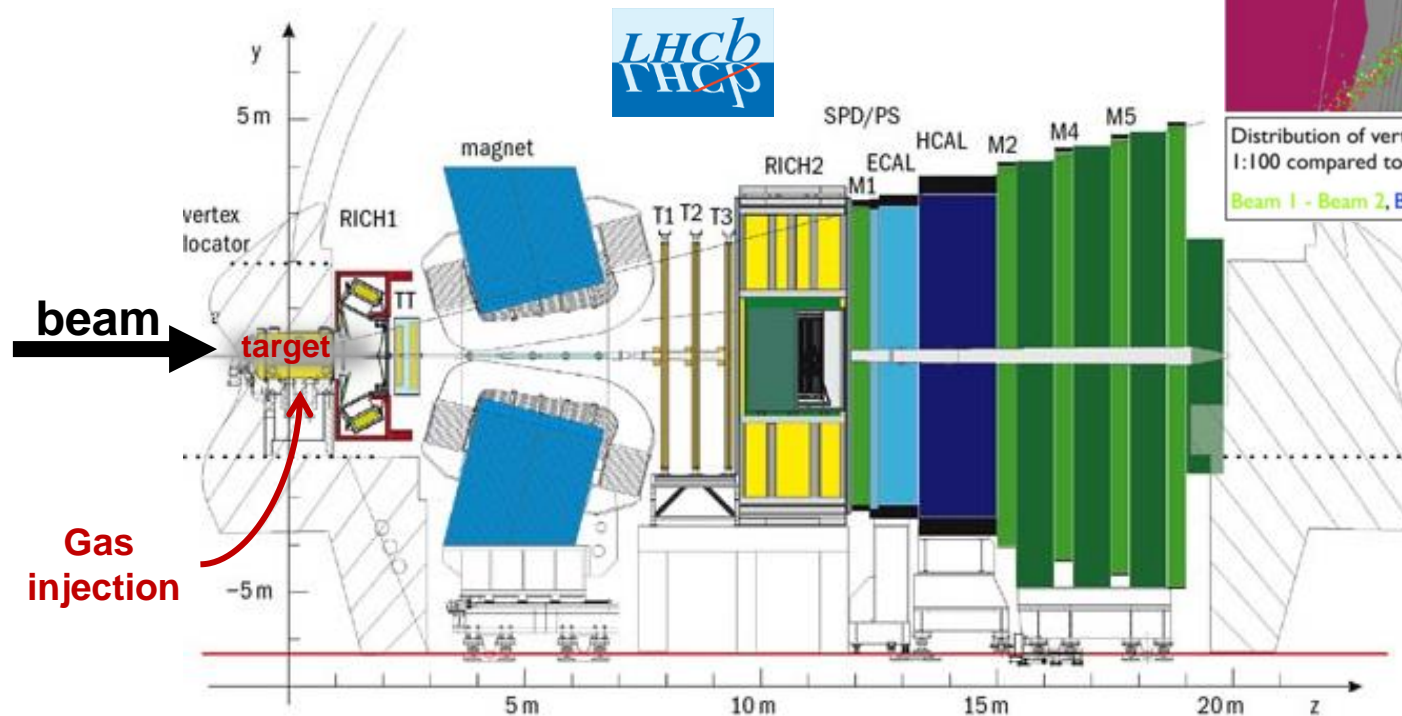 LHCb
LHCp
y
5 m
SPD/PS
HCAL
ECAL
M2
M4
M5
magnet
RICH2
M1
Distribution of ver
1:100 compared to
Beam 1 - Beam 2,
vertex
locator
RICH1
T1
T2
T3
TT
beam
target
Gas
injection
−5 m
5 m
10 m
15 m
20 m
z